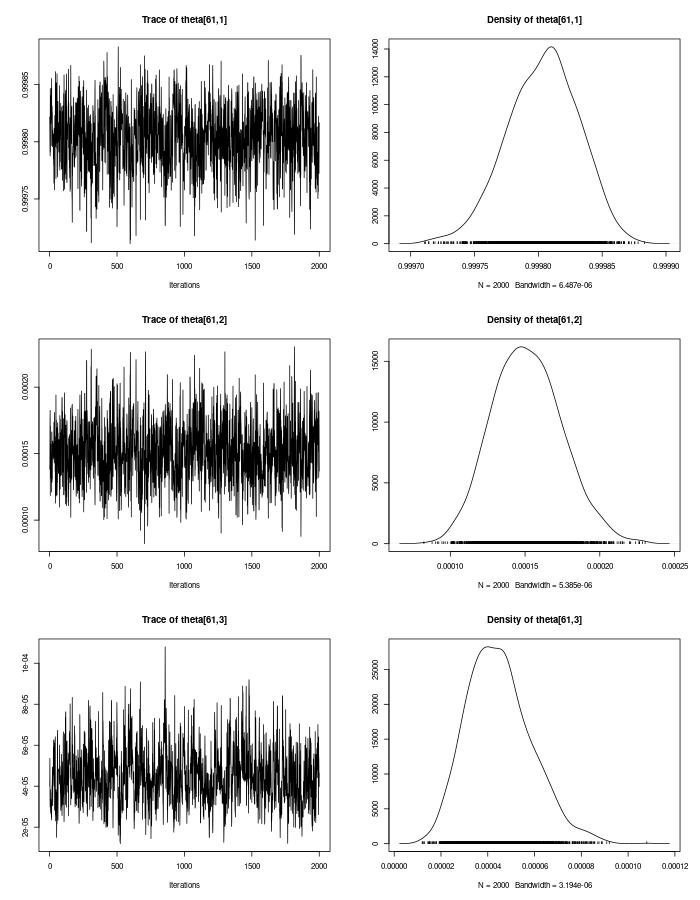 Trace of theta[61,1]
0.99975 0.99980 0.99985
0 500 1000 1500 2000
Iterations
Density of theta[61,1]
0 2000 4000 6000 8000 10000 12000 14000
0.99970 0.99975 0.99980 0.99985 0.99990
N = 2000 Bandwidth = 6.487e-06
Trace of theta[61,2]
0.00010 0.00015 0.00020
0 500 1000 1500 2000
Iterations
Density of theta[61,2]
0 5000 10000 15000
0.00010 0.00015 0.00020 0.00025
N = 2000 Bandwidth = 5.385e-06
Trace of theta[61,3]
2e-05 4e-05 6e-05 8e-05 1e-04
0 500 1000 1500 2000
Iterations
Density of theta[61,3]
0 5000 10000 15000 20000 25000
0.00000 0.00002 0.00004 0.00006 0.00008 0.00010 0.00012
N = 2000 Bandwidth = 3.194e-06